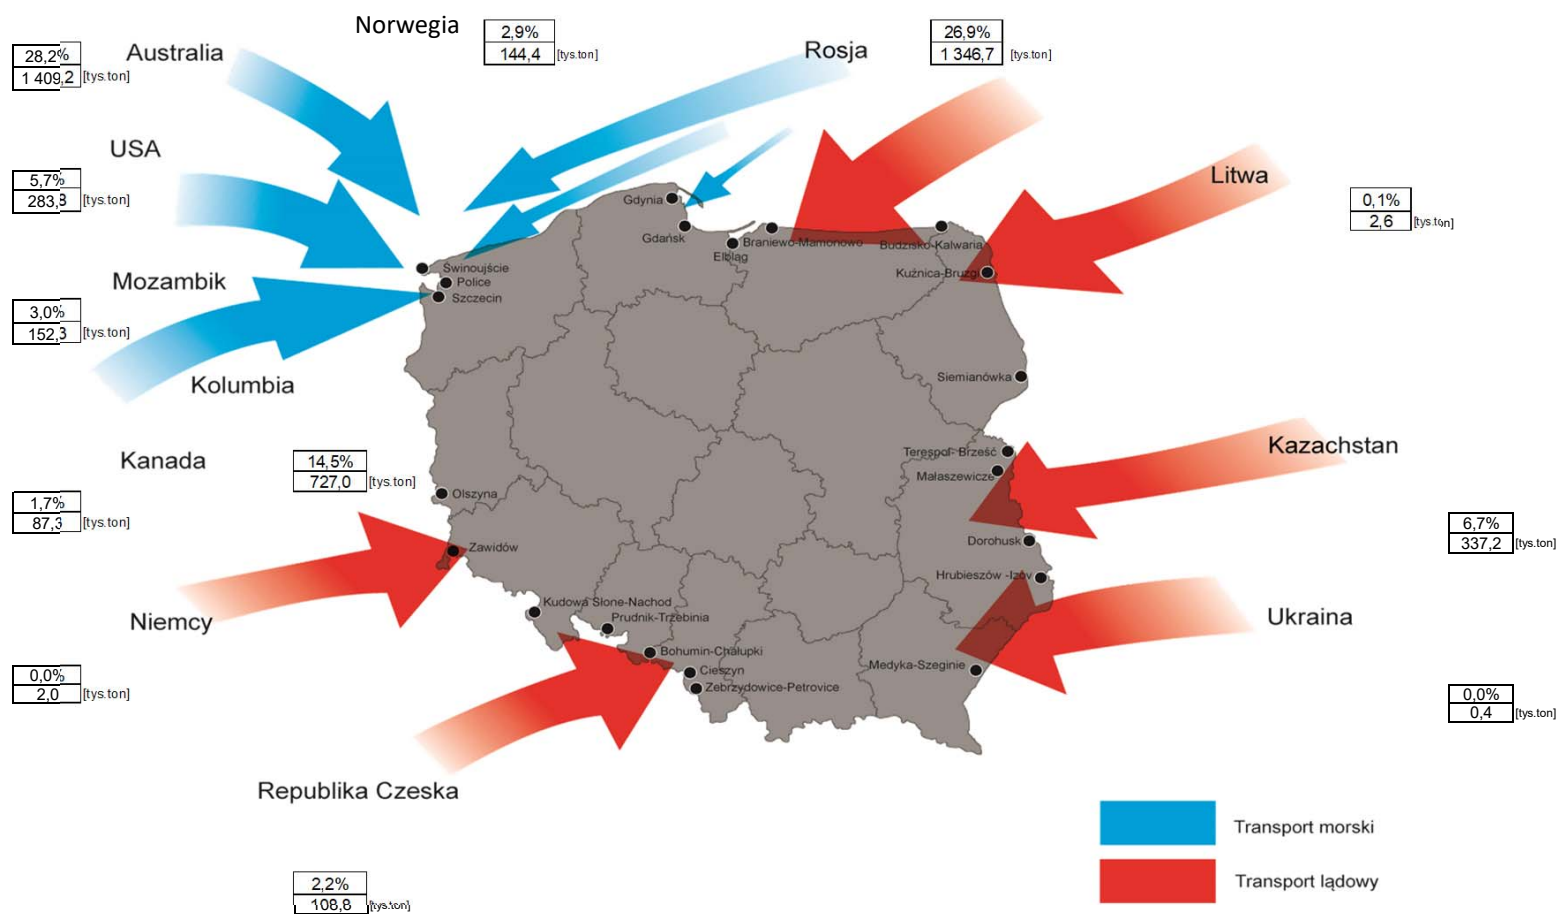 Norwegia
2,9%
144,4 [tys.ton]
Rosja
26,9%
1 346,7 [tys.ton]
Australia
28,2%
1 409,2 [tys.ton]
USA
5,7%
283,8 [tys.ton]
Litwa
0,1%
2,6 [tys.ton]
Mozambik
3,0%
152,3 [tys.ton]
Kolumbia
14,5%
727,0 [tys.ton]
Kanada
1,7%
87,3 [tys.ton]
Niemcy
0,0%
2,0 [tys.ton]
Republika Czeska
2,2%
108,8 [tys.ton]
Kazachstan
6,7%
337,2 [tys.ton]
Ukraina
0,0%
0,4 [tys.ton]
Gdynia
Gdańsk
Elbląg
Braniewo-Mamonowo
Budzisko-Kalwaria
Kuźnica-Bruzgi
Świnoujście
Police
Szczecin
Siemianówka
Terespol- Brześć
Małaszewicze
Olszyna
Zawidów
Dorohusk
Hrubieszów -Izov
Kudowa Słone-Nachod
Prudnik-Trzebinia
Bohumin-Chałupki
Cieszyn
Zebrzydowice-Petrovice
Medyka-Szeginie
Transport morski
Transport lądowy